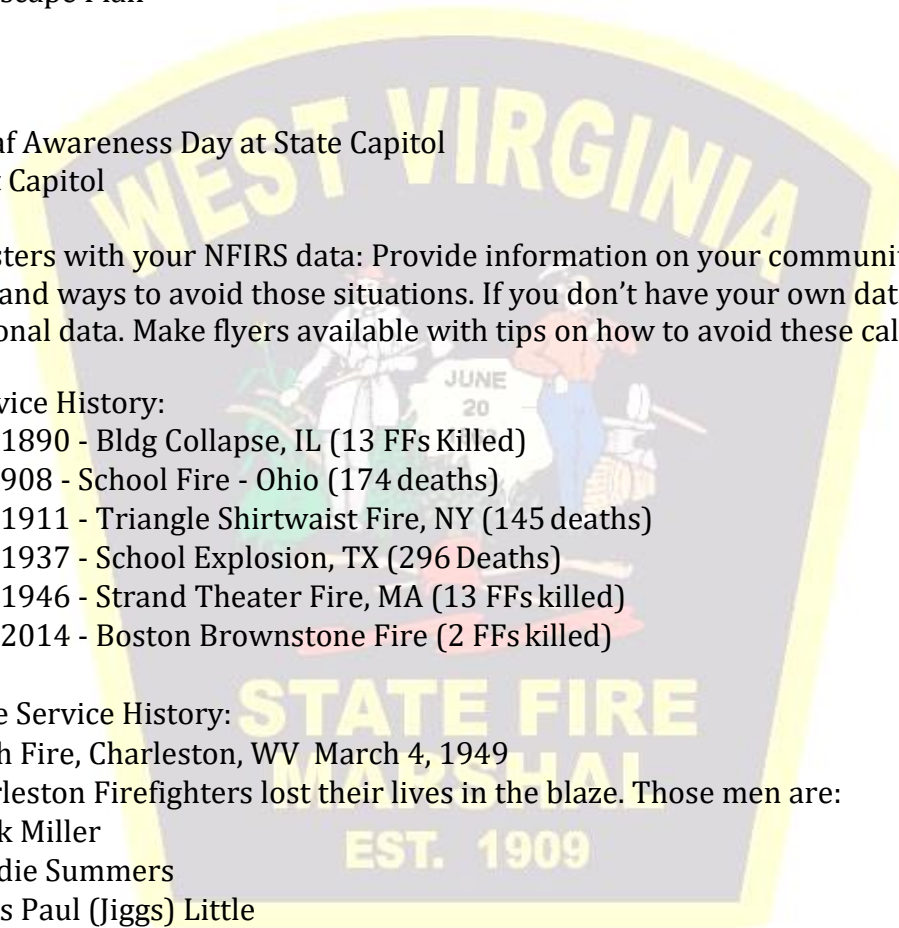 scape Plan
WEST VIRGINIA
af Awareness Day at State Capitol
t Capitol
sters with your NFIRS data: Provide information on your communit
and ways to avoid those situations. If you don’t have your own dat
onal data. Make flyers available with tips on how to avoid these cal
JUNE
20
vice History:
1890 - Bldg Collapse, IL (13 FFs Killed)
908 - School Fire - Ohio (174 deaths)
1911 - Triangle Shirtwaist Fire, NY (145 deaths)
1937 - School Explosion, TX (296 Deaths)
1946 - Strand Theater Fire, MA (13 FFs killed)
2014 - Boston Brownstone Fire (2 FFs killed)
STATE FIRE
MARSHAL
EST. 1909
e Service History:
h Fire, Charleston, WV March 4, 1949
rleston Firefighters lost their lives in the blaze. Those men are:
k Miller
die Summers
s Paul (Jiggs) Little